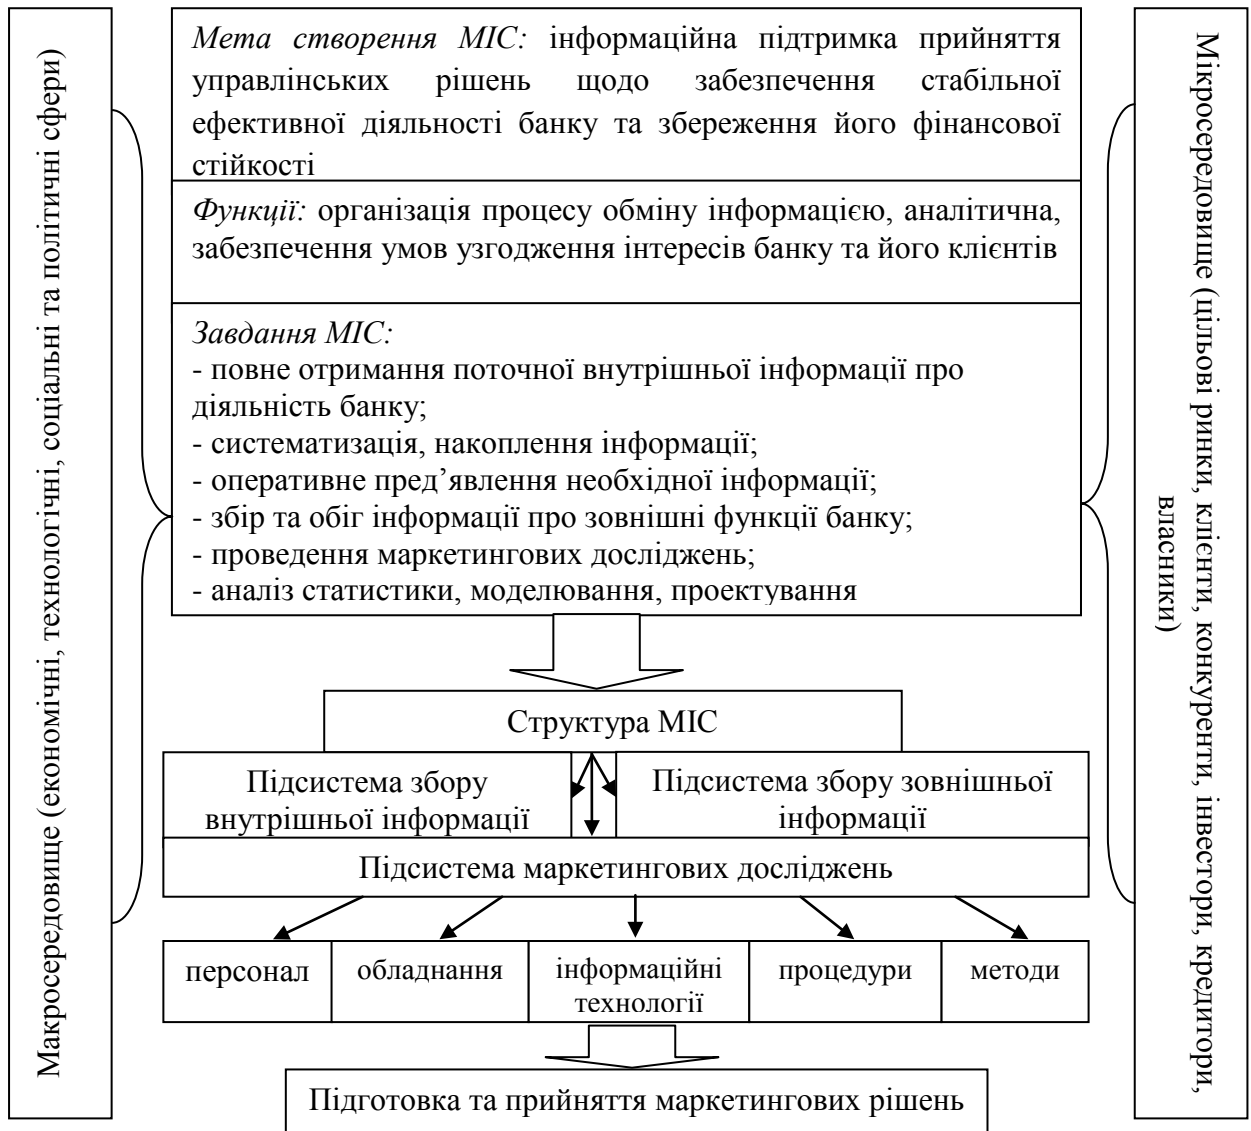 Макросередовище (економічні, технологічні, соціальні та політичні сфери)
Мета створення МІС: інформаційна підтримка прийняття
управлінських рішень щодо забезпечення стабільної
ефективної діяльності банку та збереження його фінансової
стійкості
Функції: організація процесу обміну інформацією, аналітична,
забезпечення умов узгодження інтересів банку та його клієнтів
Завдання МІС:
- повне отримання поточної внутрішньої інформації про
діяльність банку;
- систематизація, накоплення інформації;
- оперативне пред’явлення необхідної інформації;
- збір та обіг інформації про зовнішні функції банку;
- проведення маркетингових досліджень;
- аналіз статистики, моделювання, проектування
Структура МІС
Підсистема збору
внутрішньої інформації
Підсистема збору зовнішньої
інформації
Підсистема маркетингових досліджень
персонал
обладнання
інформаційні
технології
процедури
методи
Підготовка та прийняття маркетингових рішень
Мікросередовище (цільові ринки, клієнти, конкуренти, інвестори, кредитори,
власники)